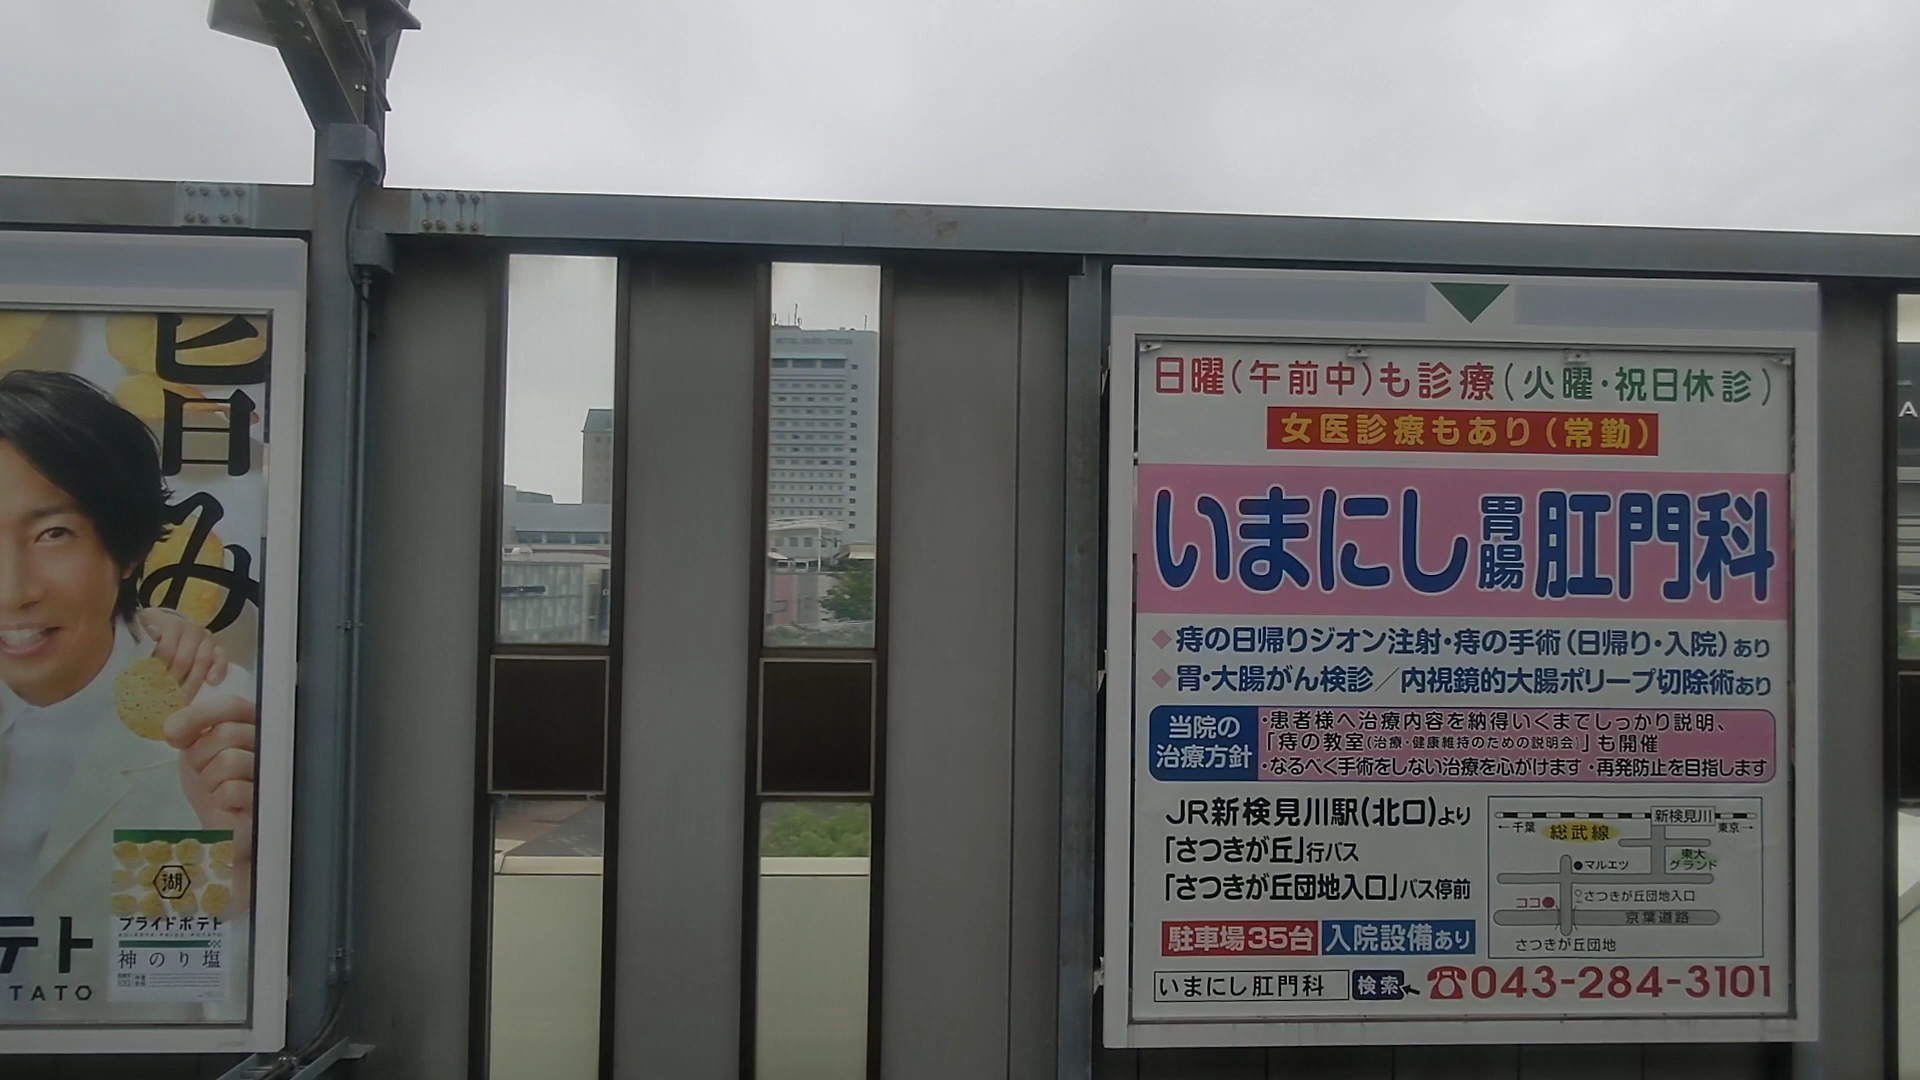 旨み
テト
OTATO
湖
プライドポテト
KOIKEYA PRIDE POTATO
神のり塩
日曜(午前中)も診療(火曜・祝日休診)
女医診療もあり(常勤)
いまにし胃腸肛門科
痔の日帰りジオン注射・痔の手術(日帰り・入院)あり
胃・大腸がん検診/内視鏡的大腸ポリープ切除術あり
当院の
治療方針
・患者様へ治療内容を納得いくまでしっかり説明、
「痔の教室(治療・健康維持のための説明会)」も開催
・なるべく手術をしない治療を心がけます・再発防止を目指します
JR新検見川駅(北口)より
「さつきが丘」行バス
「さつきが丘団地入口」バス停前
駐車場35台 入院設備あり
新検見川
←千葉 総武線 東京→
東大
グランド
マルエツ
ココ さつきが丘団地入口
京葉道路
さつきが丘団地
いまにし肛門科 検索 ☎043-284-3101
A